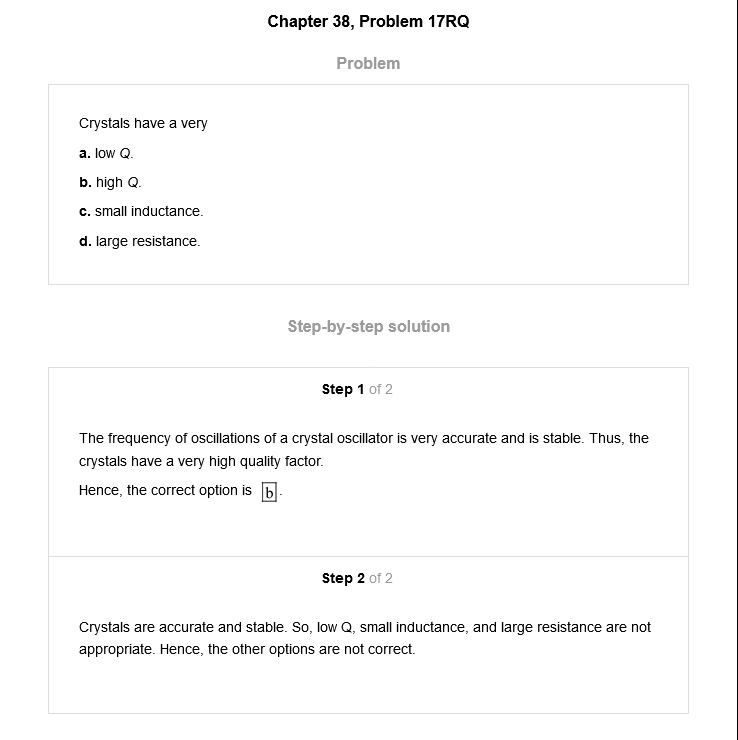 Chapter 38, Problem 17RQ
Problem
Crystals have a very
a. low Q.
b. high Q.
c. small inductance.
d. large resistance.
Step-by-step solution
Step 1 of 2
The frequency of oscillations of a crystal oscillator is very accurate and is stable. Thus, the
crystals have a very high quality factor.
Hence, the correct option is b.
Step 2 of 2
Crystals are accurate and stable. So, low Q, small inductance, and large resistance are not
appropriate. Hence, the other options are not correct.